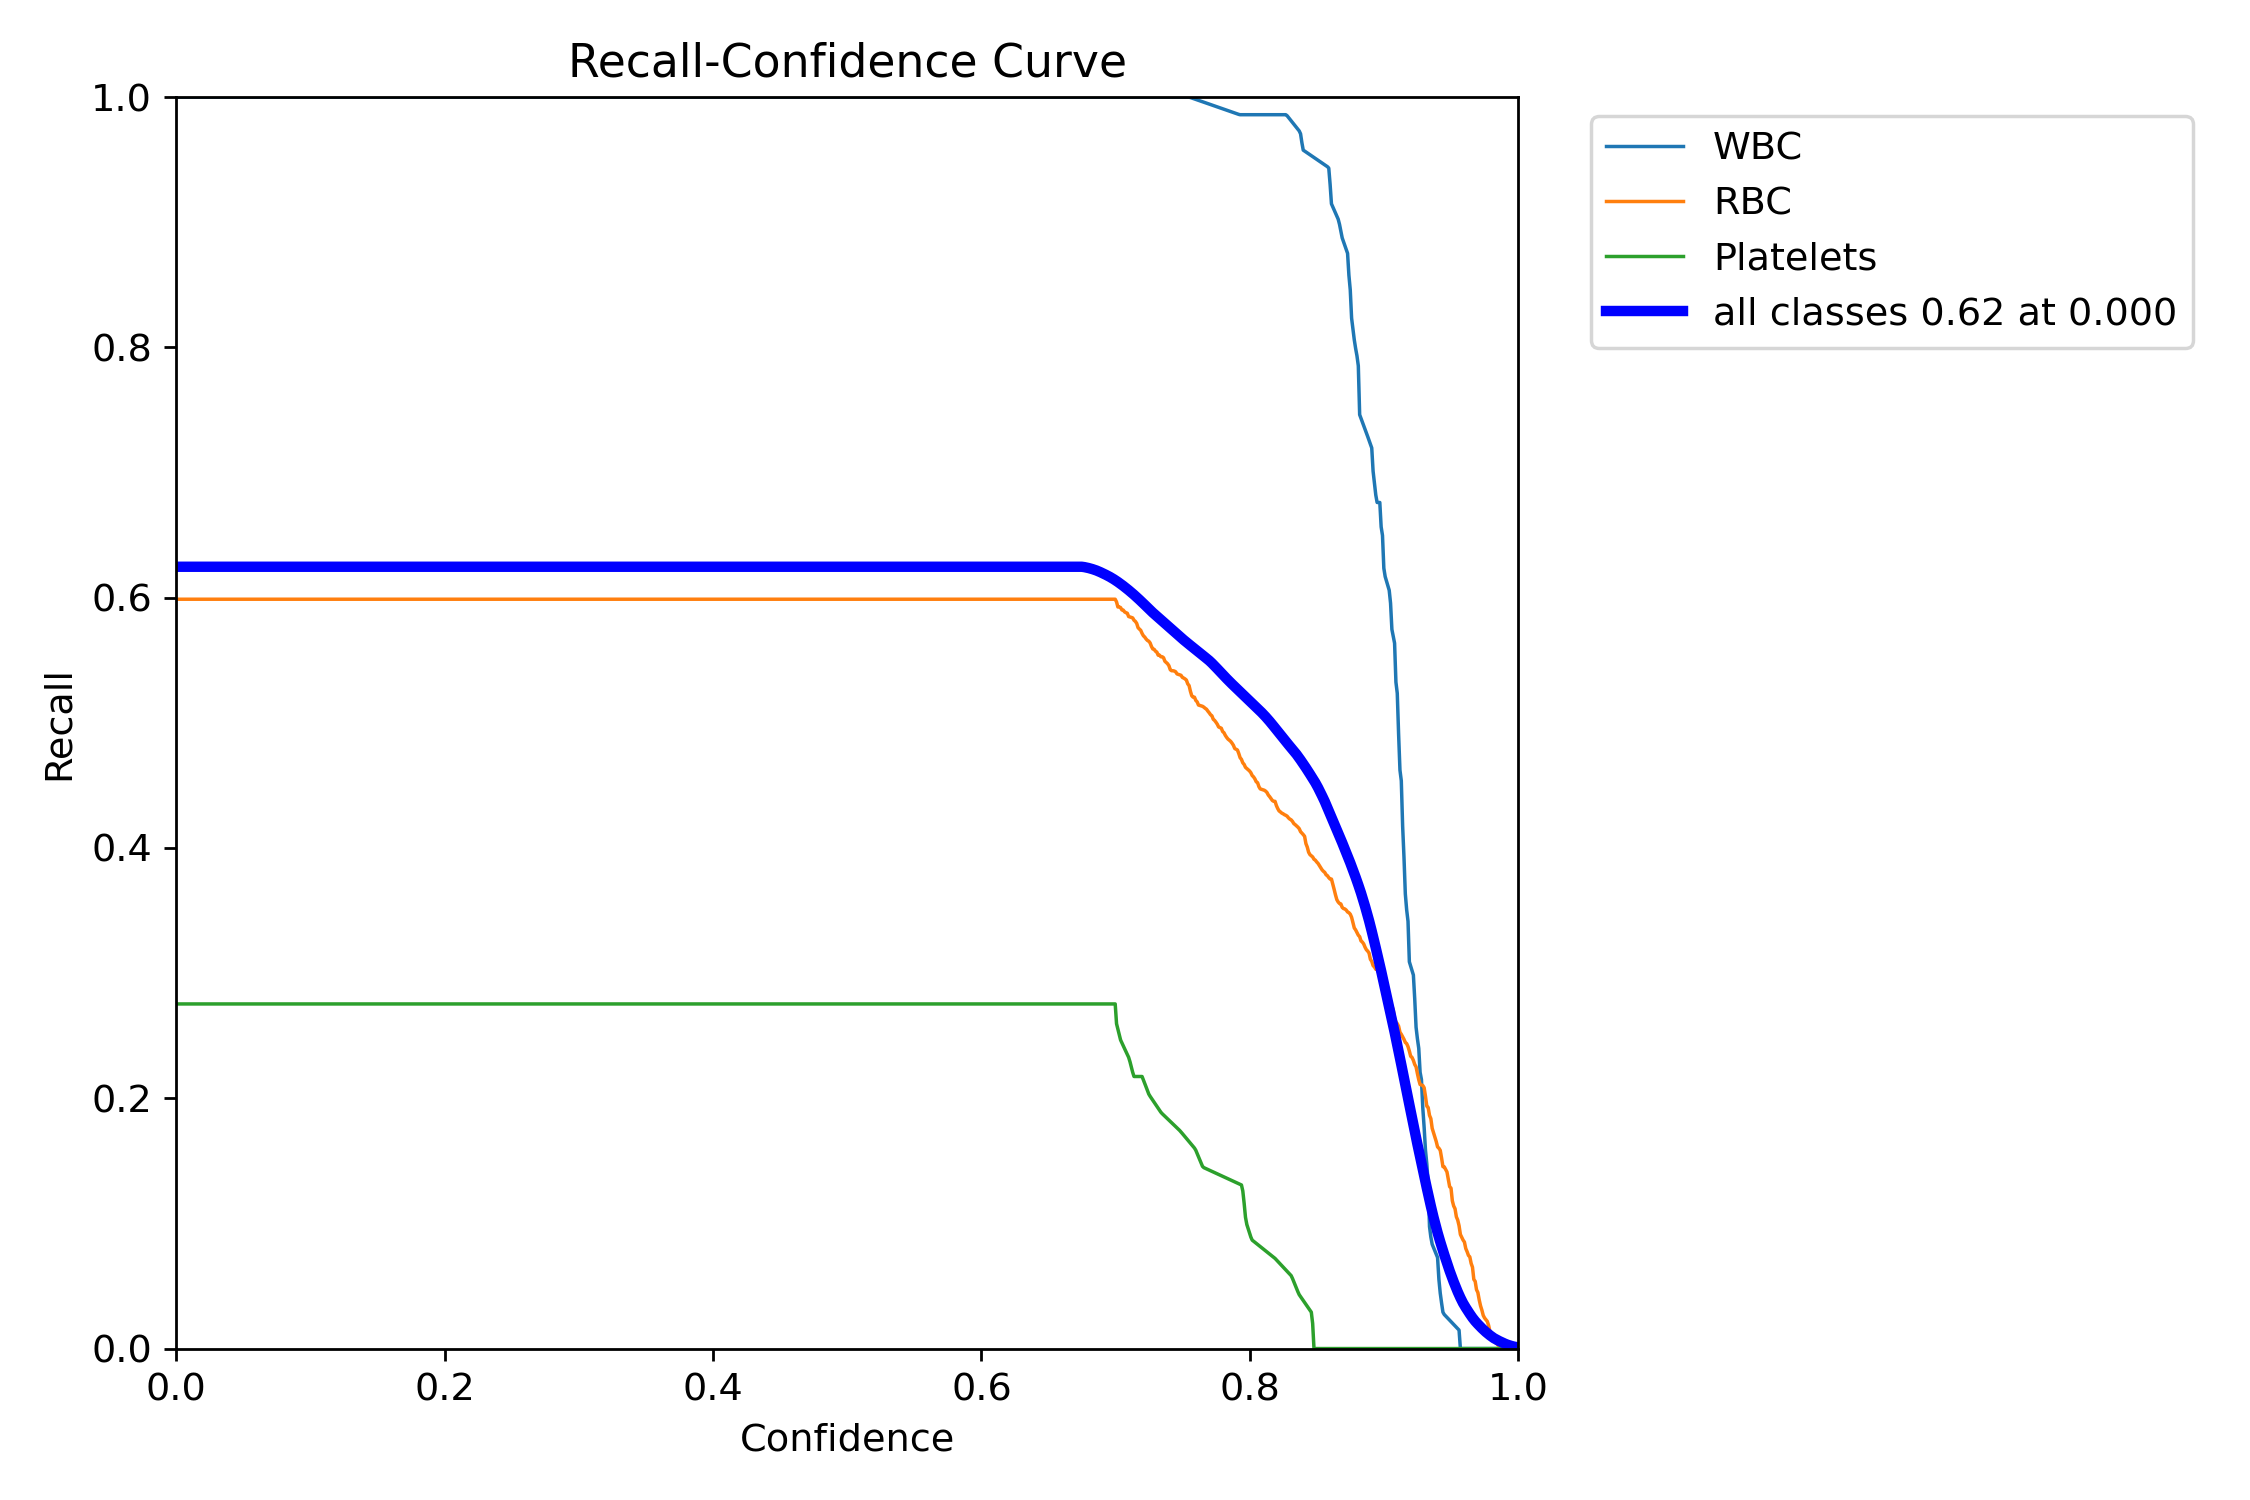 Recall-Confidence Curve
1.0
0.8
0.6
0.4
0.2
0.0
Recall
0.0 0.2 0.4 0.6 0.8 1.0
Confidence
WBC
RBC
Platelets
all classes 0.62 at 0.000